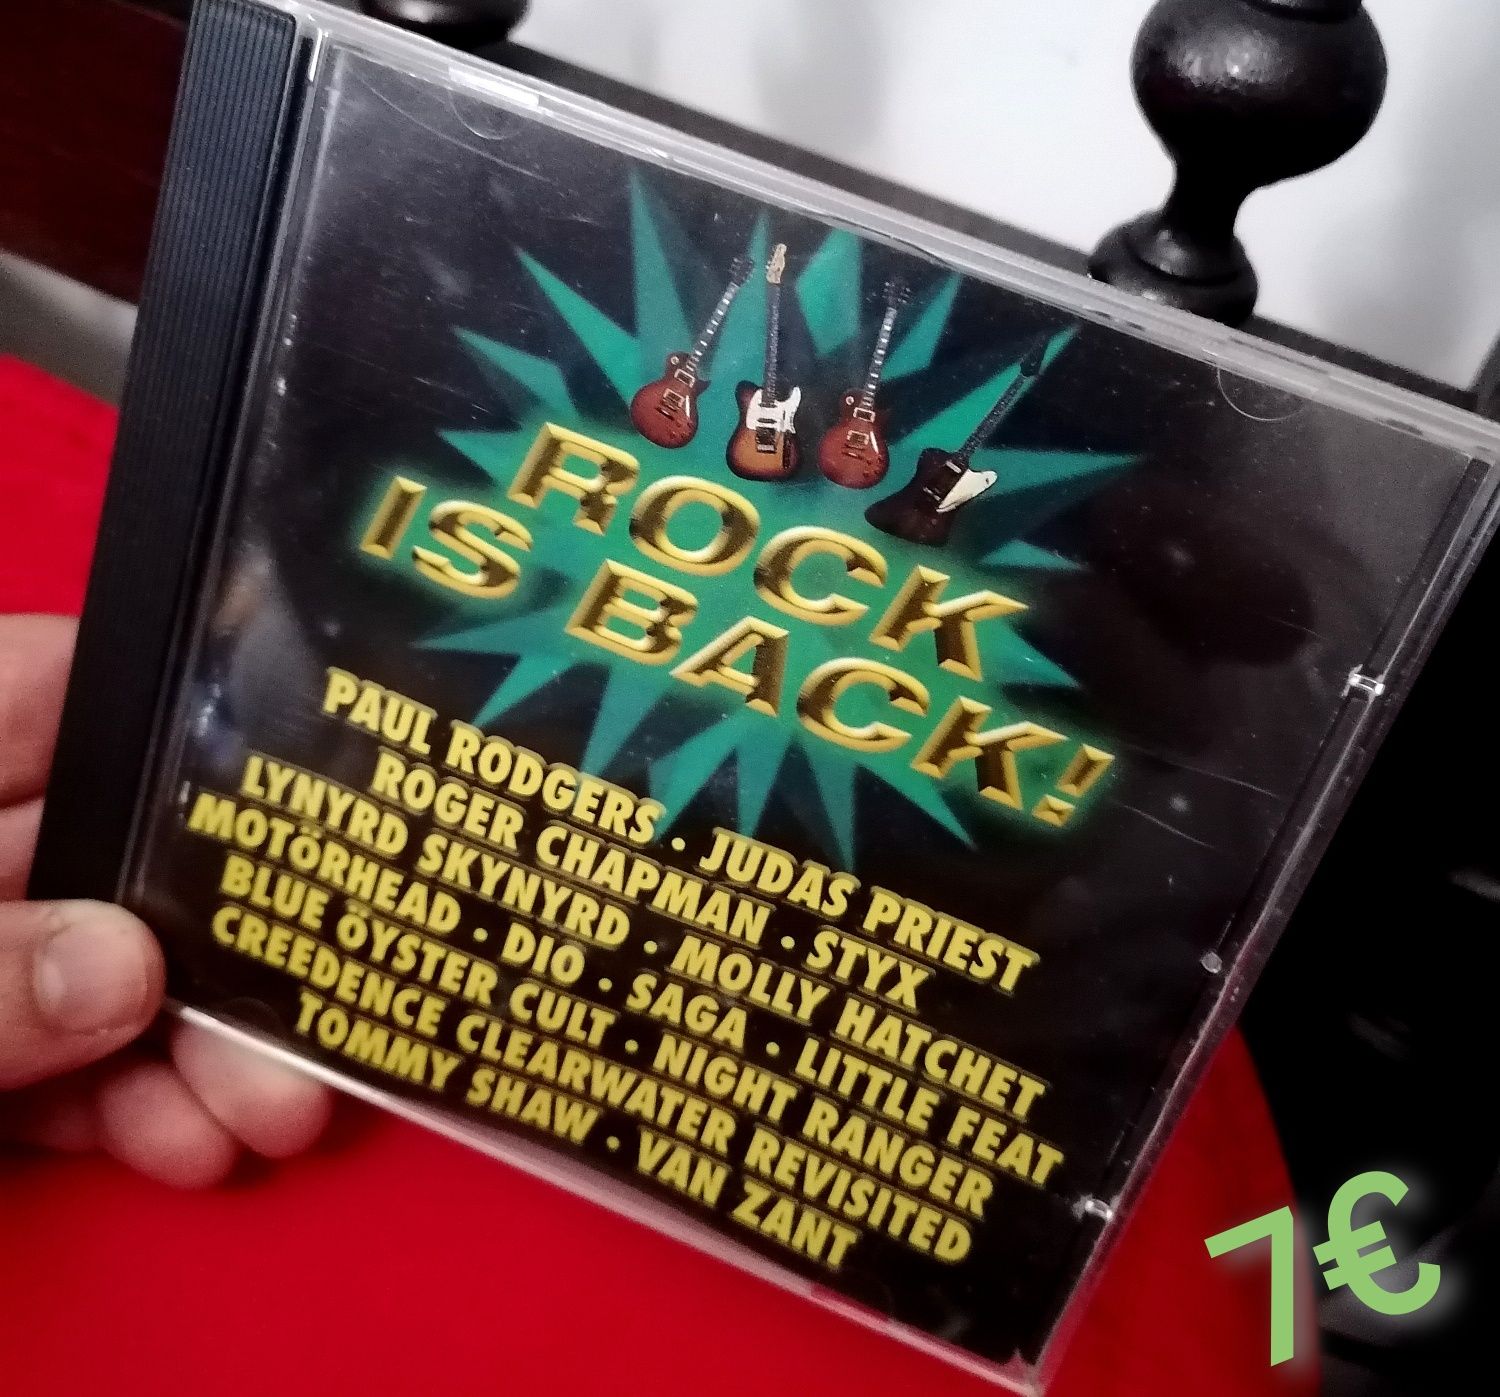 ROCK
IS BACK!
PAUL RODGERS · JUDAS PRIEST
ROGER CHAPMAN · STYX
LYNYRD SKYNYRD · MOLLY HATCHET
MOTÖRHEAD · DIO · SAGA · LITTLE FEAT
BLUE ÖYSTER CULT · NIGHT RANGER
CREEDENCE CLEARWATER REVISITED
TOMMY SHAW · VAN ZANT
7€